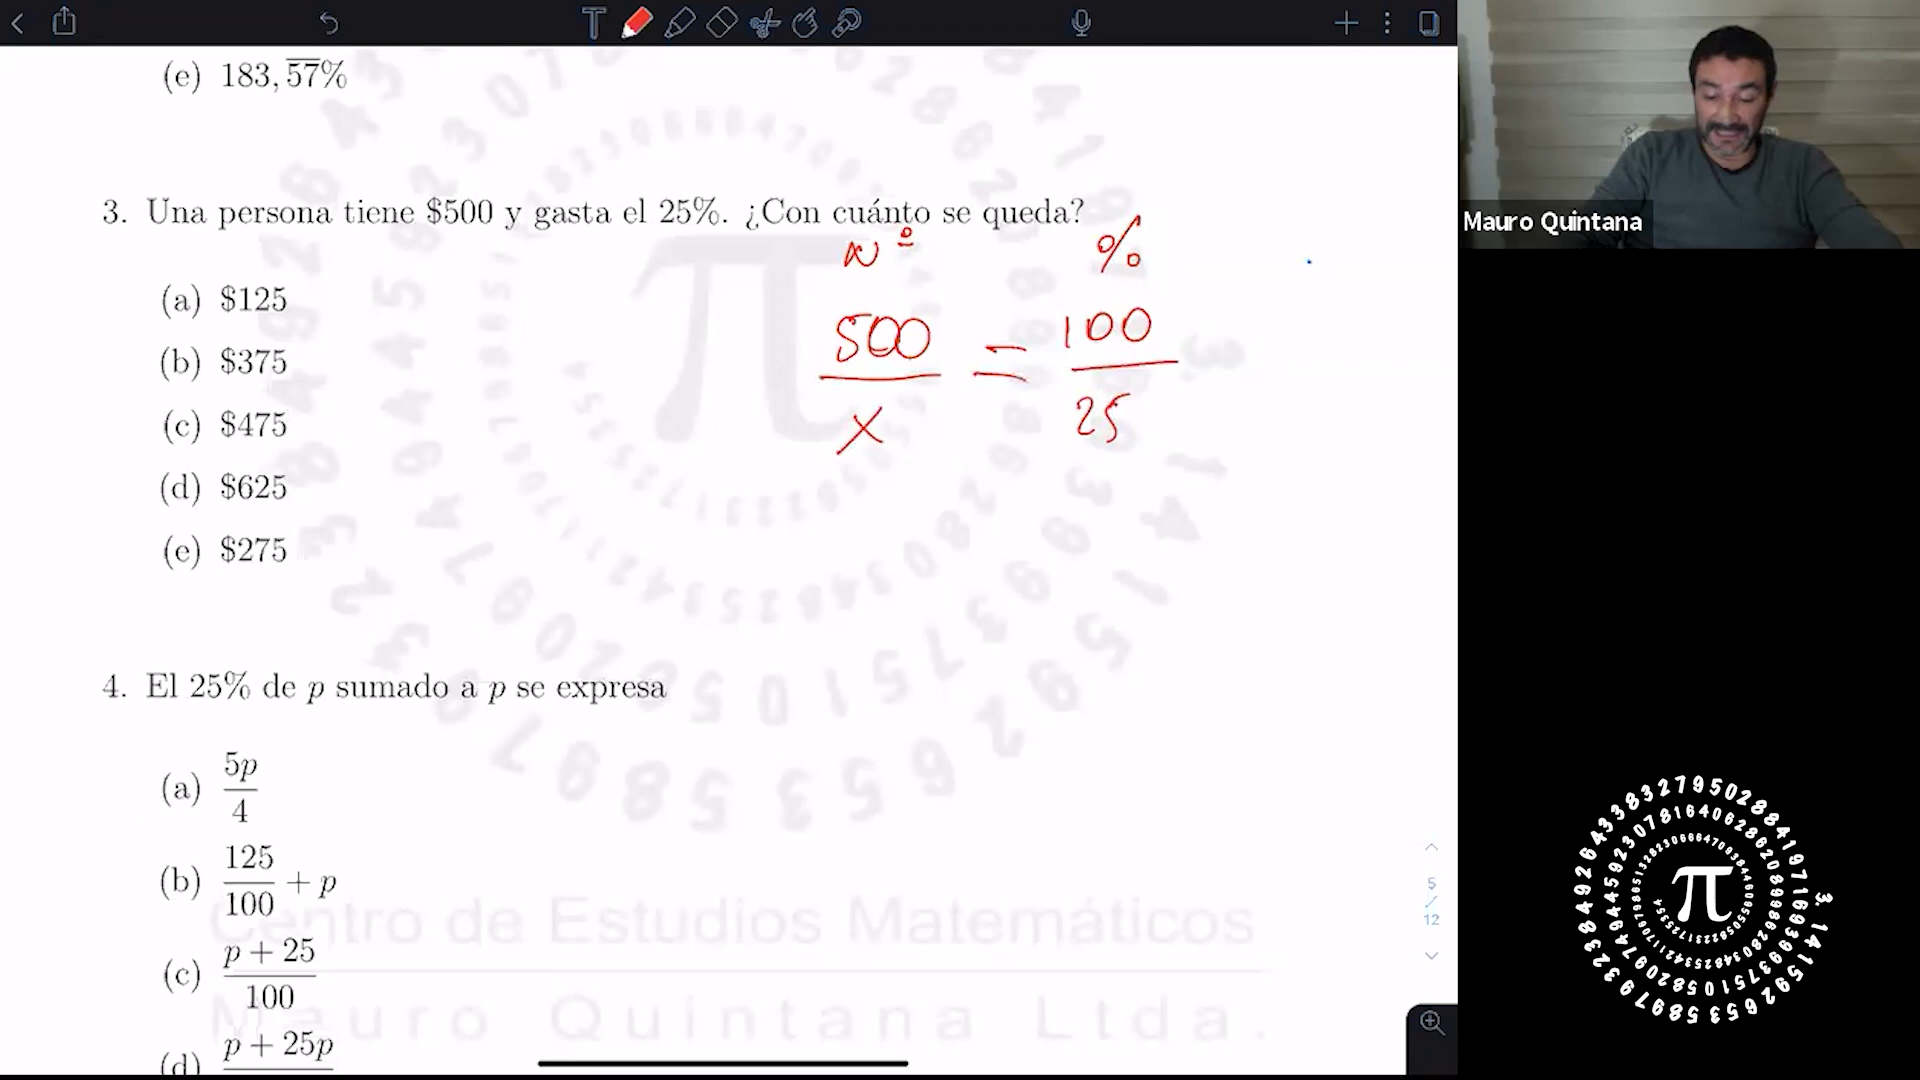 (e) 183,57%
3. Una persona tiene $500 y gasta el 25%. ¿Con cuánto se queda?
Nº %
(a) $125
500 = 100
(b) $375
x 25
(c) $475
(d) $625
(e) $275
4. El 25% de p sumado a p se expresa
(a) 5p/4
(b) 125/100 + p
(c) p + 25/100
(d) p + 25p
Centro de Estudios Matemáticos
Mauro Quintana Ltda.
5
/
12
Mauro Quintana
π